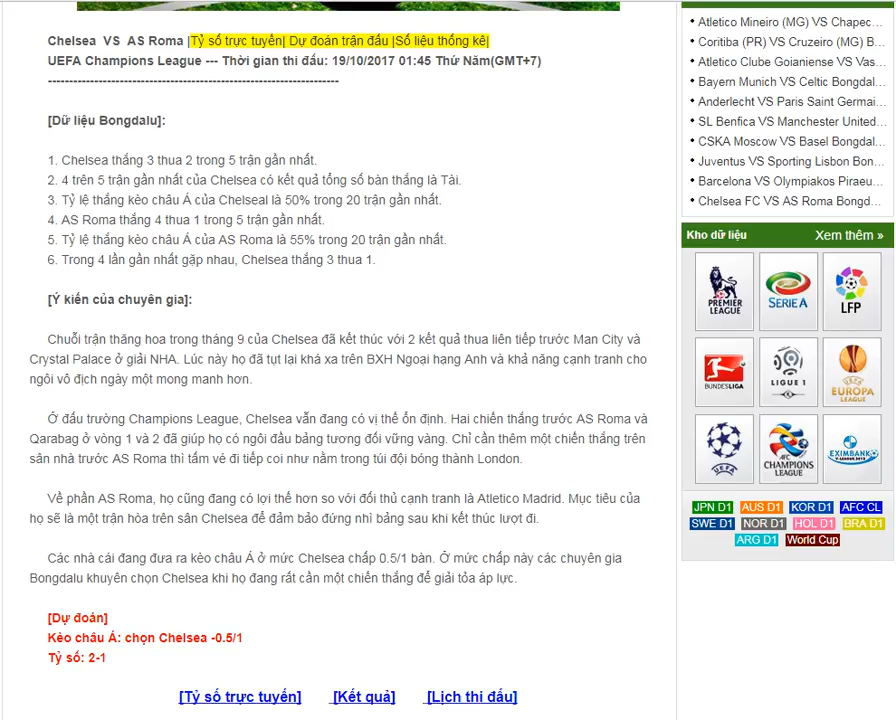 Chelsea VS AS Roma |Tỷ số trực tuyến| Dự đoán trận đấu |Số liệu thống kê|
UEFA Champions League --- Thời gian thi đấu: 19/10/2017 01:45 Thứ Năm(GMT+7)
---------------------------------------------------------------------
[Dữ liệu Bongdalu]:
1. Chelsea thắng 3 thua 2 trong 5 trận gần nhất.
2. 4 trên 5 trận gần nhất của Chelsea có kết quả tổng số bàn thắng là Tài.
3. Tỷ lệ thắng kèo châu Á của Chelseal là 50% trong 20 trận gần nhất.
4. AS Roma thắng 4 thua 1 trong 5 trận gần nhất.
5. Tỷ lệ thắng kèo châu Á của AS Roma là 55% trong 20 trận gần nhất.
6. Trong 4 lần gần nhất gặp nhau, Chelsea thắng 3 thua 1.
[Ý kiến của chuyên gia]:
Chuỗi trận thăng hoa trong tháng 9 của Chelsea đã kết thúc với 2 kết quả thua liên tiếp trước Man City và
Crystal Palace ở giải NHA. Lúc này họ đã tụt lại khá xa trên BXH Ngoại hạng Anh và khả năng cạnh tranh cho
ngôi vô địch ngày một mong manh hơn.
Ở đấu trường Champions League, Chelsea vẫn đang có vị thế ổn định. Hai chiến thắng trước AS Roma và
Qarabag ở vòng 1 và 2 đã giúp họ có ngôi đầu bảng tương đối vững vàng. Chỉ cần thêm một chiến thắng trên
sân nhà trước AS Roma thì tấm vé đi tiếp coi như nằm trong túi đội bóng thành London.
Về phần AS Roma, họ cũng đang có lợi thế hơn so với đối thủ cạnh tranh là Atletico Madrid. Mục tiêu của
họ sẽ là một trận hòa trên sân Chelsea để đảm bảo đứng nhì bảng sau khi kết thúc lượt đi.
Các nhà cái đang đưa ra kèo châu Á ở mức Chelsea chấp 0.5/1 bàn. Ở mức chấp này các chuyên gia
Bongdalu khuyên chọn Chelsea khi họ đang rất cần một chiến thắng để giải tỏa áp lực.
[Dự đoán]
Kèo châu Á: chọn Chelsea -0.5/1
Tỷ số: 2-1
[Tỷ số trực tuyến] [Kết quả] [Lịch thi đấu]
Atletico Mineiro (MG) VS Chapec...
Coritiba (PR) VS Cruzeiro (MG) B...
Atletico Clube Goianiense VS Vas...
Bayern Munich VS Celtic Bongdal...
Anderlecht VS Paris Saint Germai...
SL Benfica VS Manchester United...
CSKA Moscow VS Basel Bongdal...
Juventus VS Sporting Lisbon Bon...
Barcelona VS Olympiakos Piraeu...
Chelsea FC VS AS Roma Bongd...
Kho dữ liệu Xem thêm »
PREMIER LEAGUE SERIE A LFP
BUNDESLIGA LIGUE 1 UEFA EUROPA LEAGUE
UEFA AFC CHAMPIONS LEAGUE EXIMBANK
JPN D1 AUS D1 KOR D1 AFC CL
SWE D1 NOR D1 HOL D1 BRA D1
ARG D1 World Cup